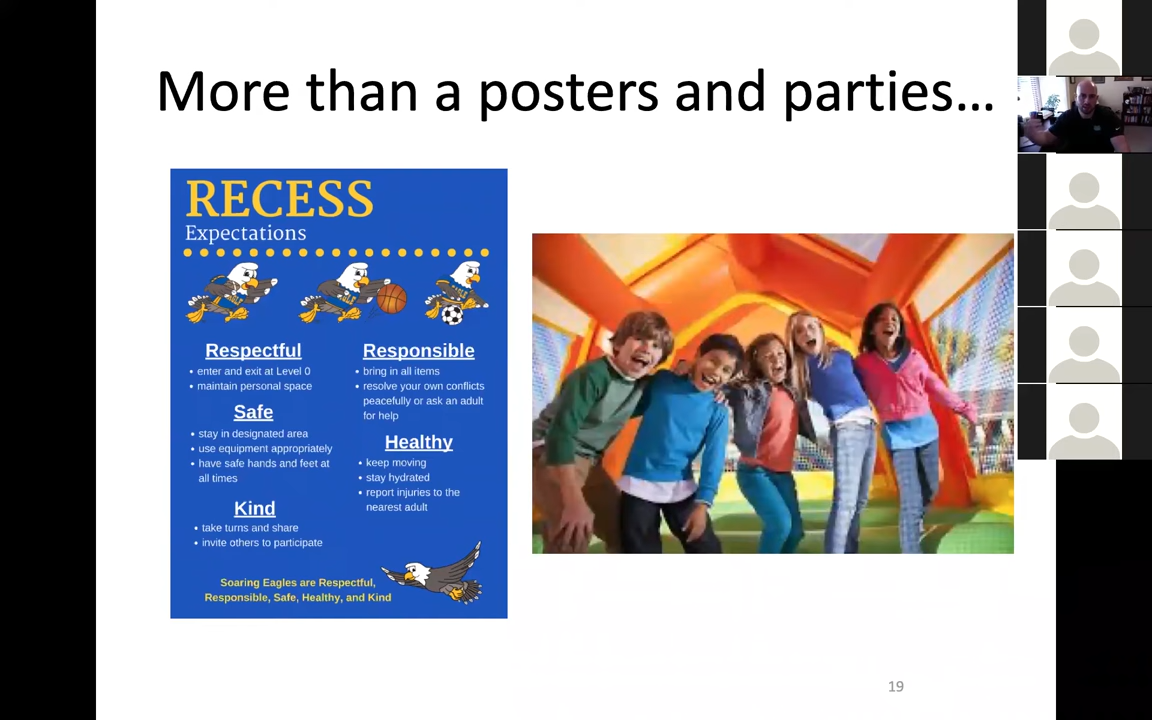 More than a posters and parties...
RECESS
Expectations
Respectful
• enter and exit at Level 0
• maintain personal space
Safe
• stay in designated area
• use equipment appropriately
• have safe hands and feet at
all times
Kind
• take turns and share
• invite others to participate
Responsible
• bring in all items
• resolve your own conflicts
peacefully or ask an adult
for help
Healthy
• keep moving
• stay hydrated
• report injuries to the
nearest adult
Soaring Eagles are Respectful,
Responsible, Safe, Healthy, and Kind
19